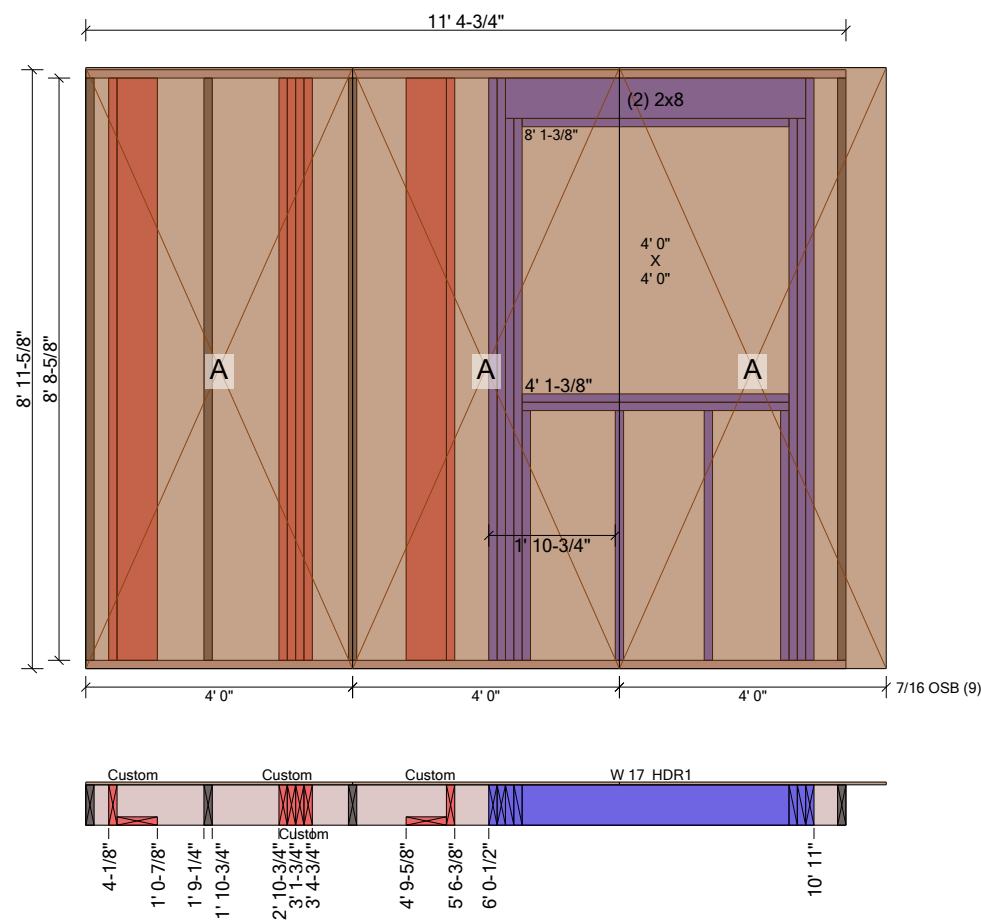 11' 4-3/4"
8' 11-5/8"
8' 8-5/8"
(2) 2x8
8' 1-3/8"
4' 0"
X
4' 0"
A
A
A
4' 1-3/8"
1' 10-3/4"
4' 0"
4' 0"
4' 0"
7/16 OSB (9)
Custom
Custom
Custom
W 17 HDR1
Custom
4-1/8"
1' 0-7/8"
1' 9-1/4"
1' 10-3/4"
2' 10-3/4"
3' 1-3/4"
3' 4-3/4"
4' 9-5/8"
5' 6-3/8"
6' 0-1/2"
10' 11"